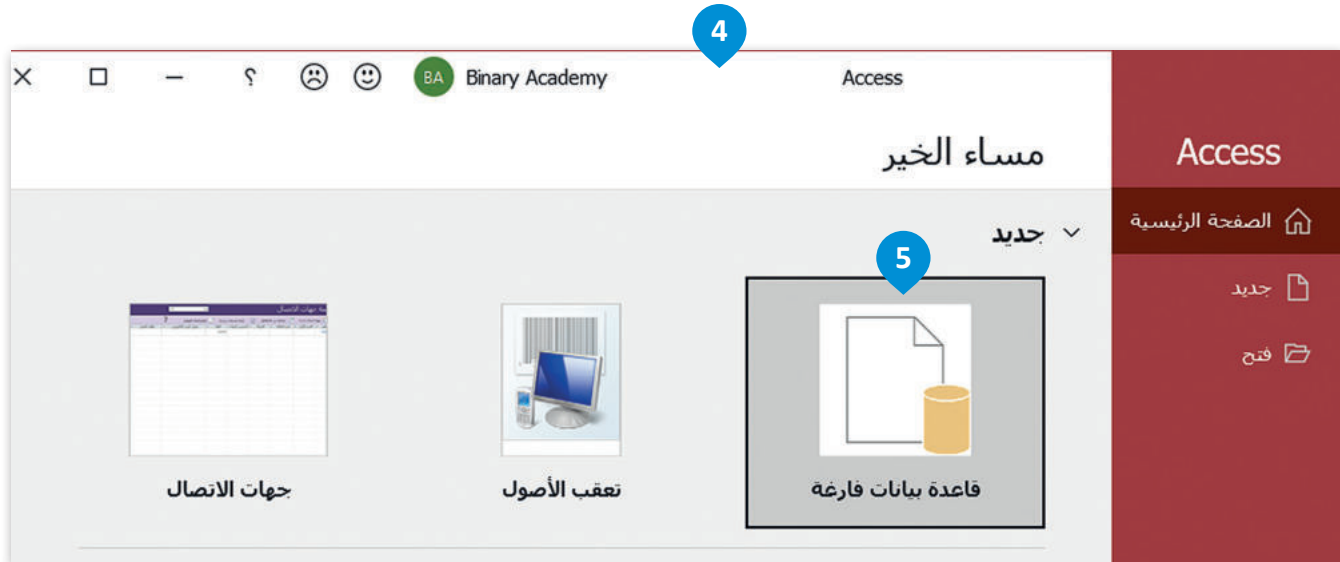 4
Access
Binary Academy
BA
؟
Access
مساء الخير
الصفحة الرئيسية
جديد
فتح
جديد
5
قاعدة بيانات فارغة
تعقب الأصول
جهات الاتصال